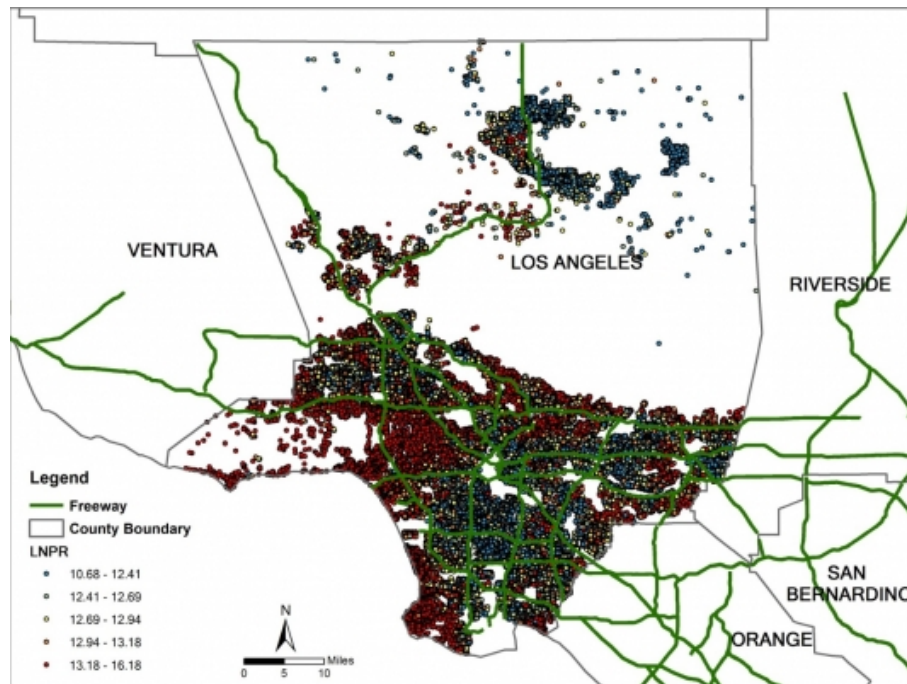 VENTURA
LOS ANGELES
RIVERSIDE
Legend
Freeway
County Boundary
LNPR
10.68 - 12.41
12.41 - 12.69
12.69 - 12.94
12.94 - 13.18
13.18 - 16.18
N
Miles
0 5 10
SAN
BERNARDINO
ORANGE